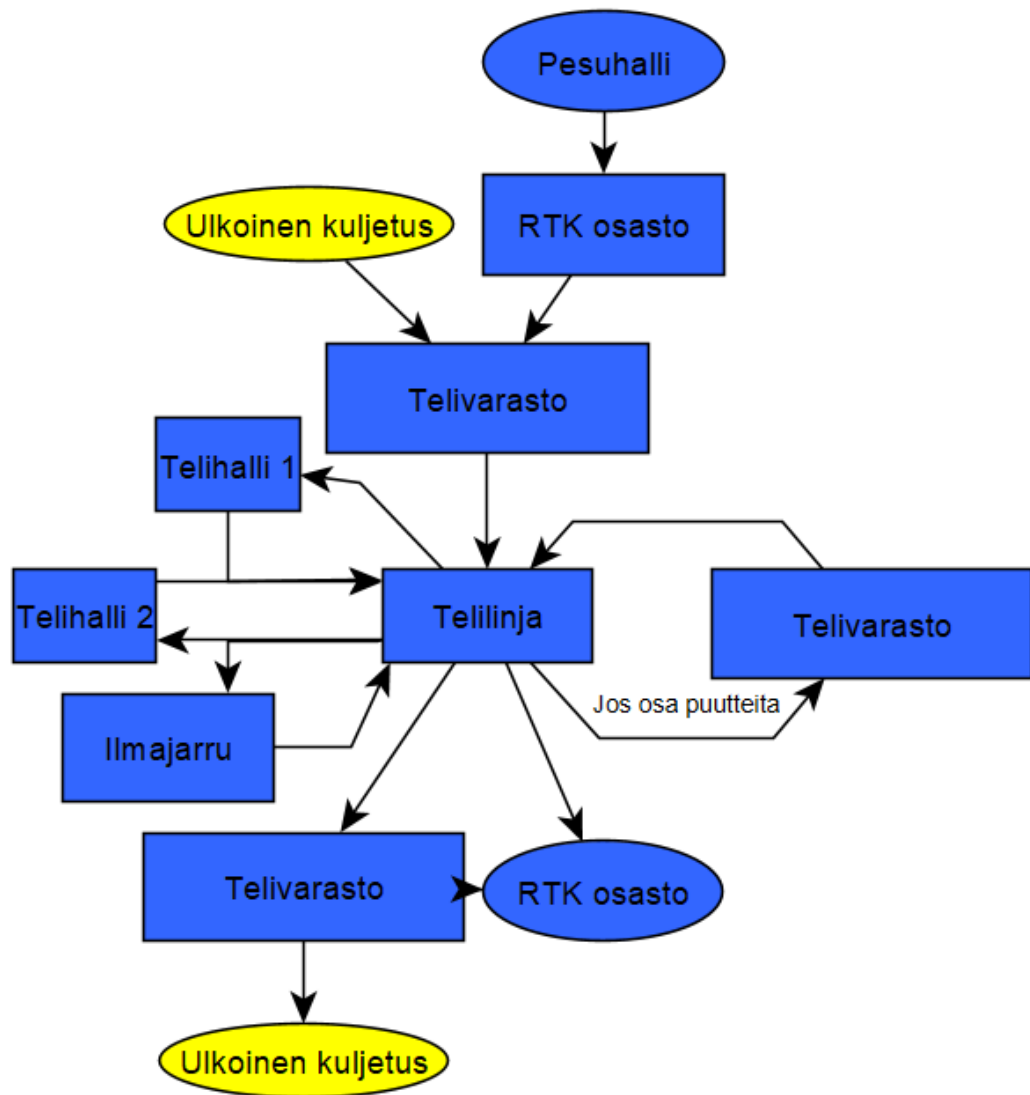 Pesuhalli
Ulkoinen kuljetus
RTK osasto
Telivarasto
Telihalli 1
Telihalli 2
Telilinja
Telivarasto
Jos osa puutteita
Ilmajarru
Telivarasto
RTK osasto
Ulkoinen kuljetus